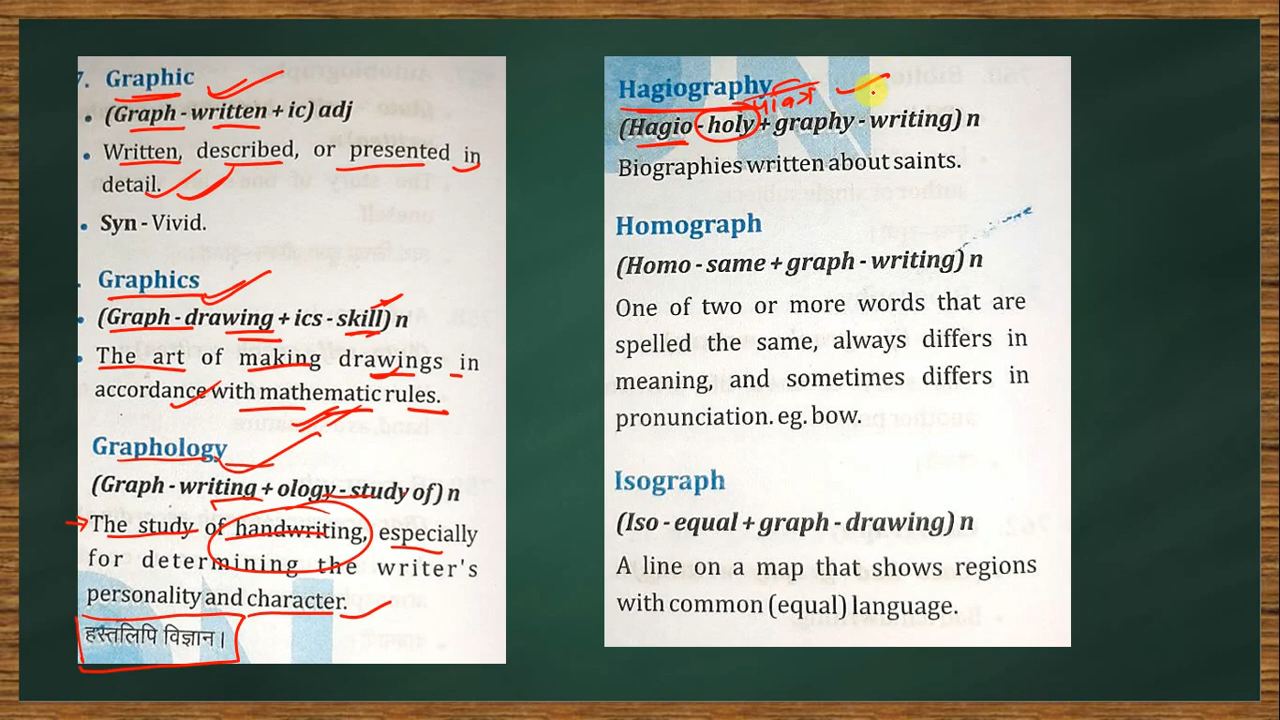 7. Graphic
(Graph - written + ic) adj
Written, described, or presented in
detail.
Syn - Vivid.
Graphics
(Graph - drawing + ics - skill) n
The art of making drawings in
accordance with mathematic rules.
Graphology
(Graph - writing + ology - study of) n
The study of handwriting, especially
for determining the writer's
personality and character.
हस्तलिपि विज्ञान।
Hagiography
पवित्र
(Hagio - holy + graphy - writing) n
Biographies written about saints.
Homograph
(Homo - same + graph - writing) n
One of two or more words that are
spelled the same, always differs in
meaning, and sometimes differs in
pronunciation. eg. bow.
Isograph
(Iso - equal + graph - drawing) n
A line on a map that shows regions
with common (equal) language.